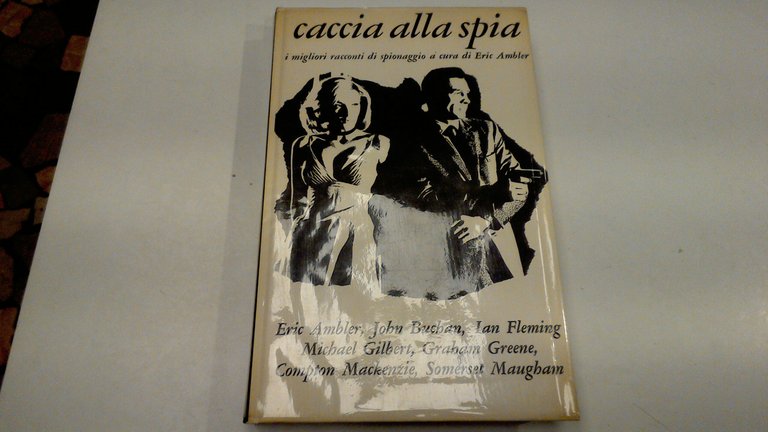 caccia alla spia
i migliori racconti di spionaggio a cura di Eric Ambler
Eric Ambler, John Buchan, Ian Fleming
Michael Gilbert, Graham Greene,
Compton Mackenzie, Somerset Maugham